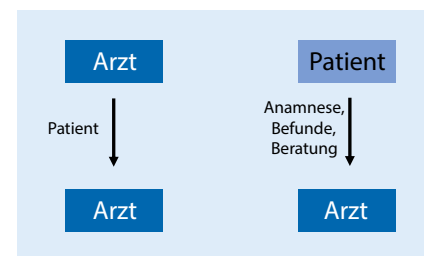 Arzt
Patient
Arzt
Patient
Anamnese,
Befunde,
Beratung
Arzt